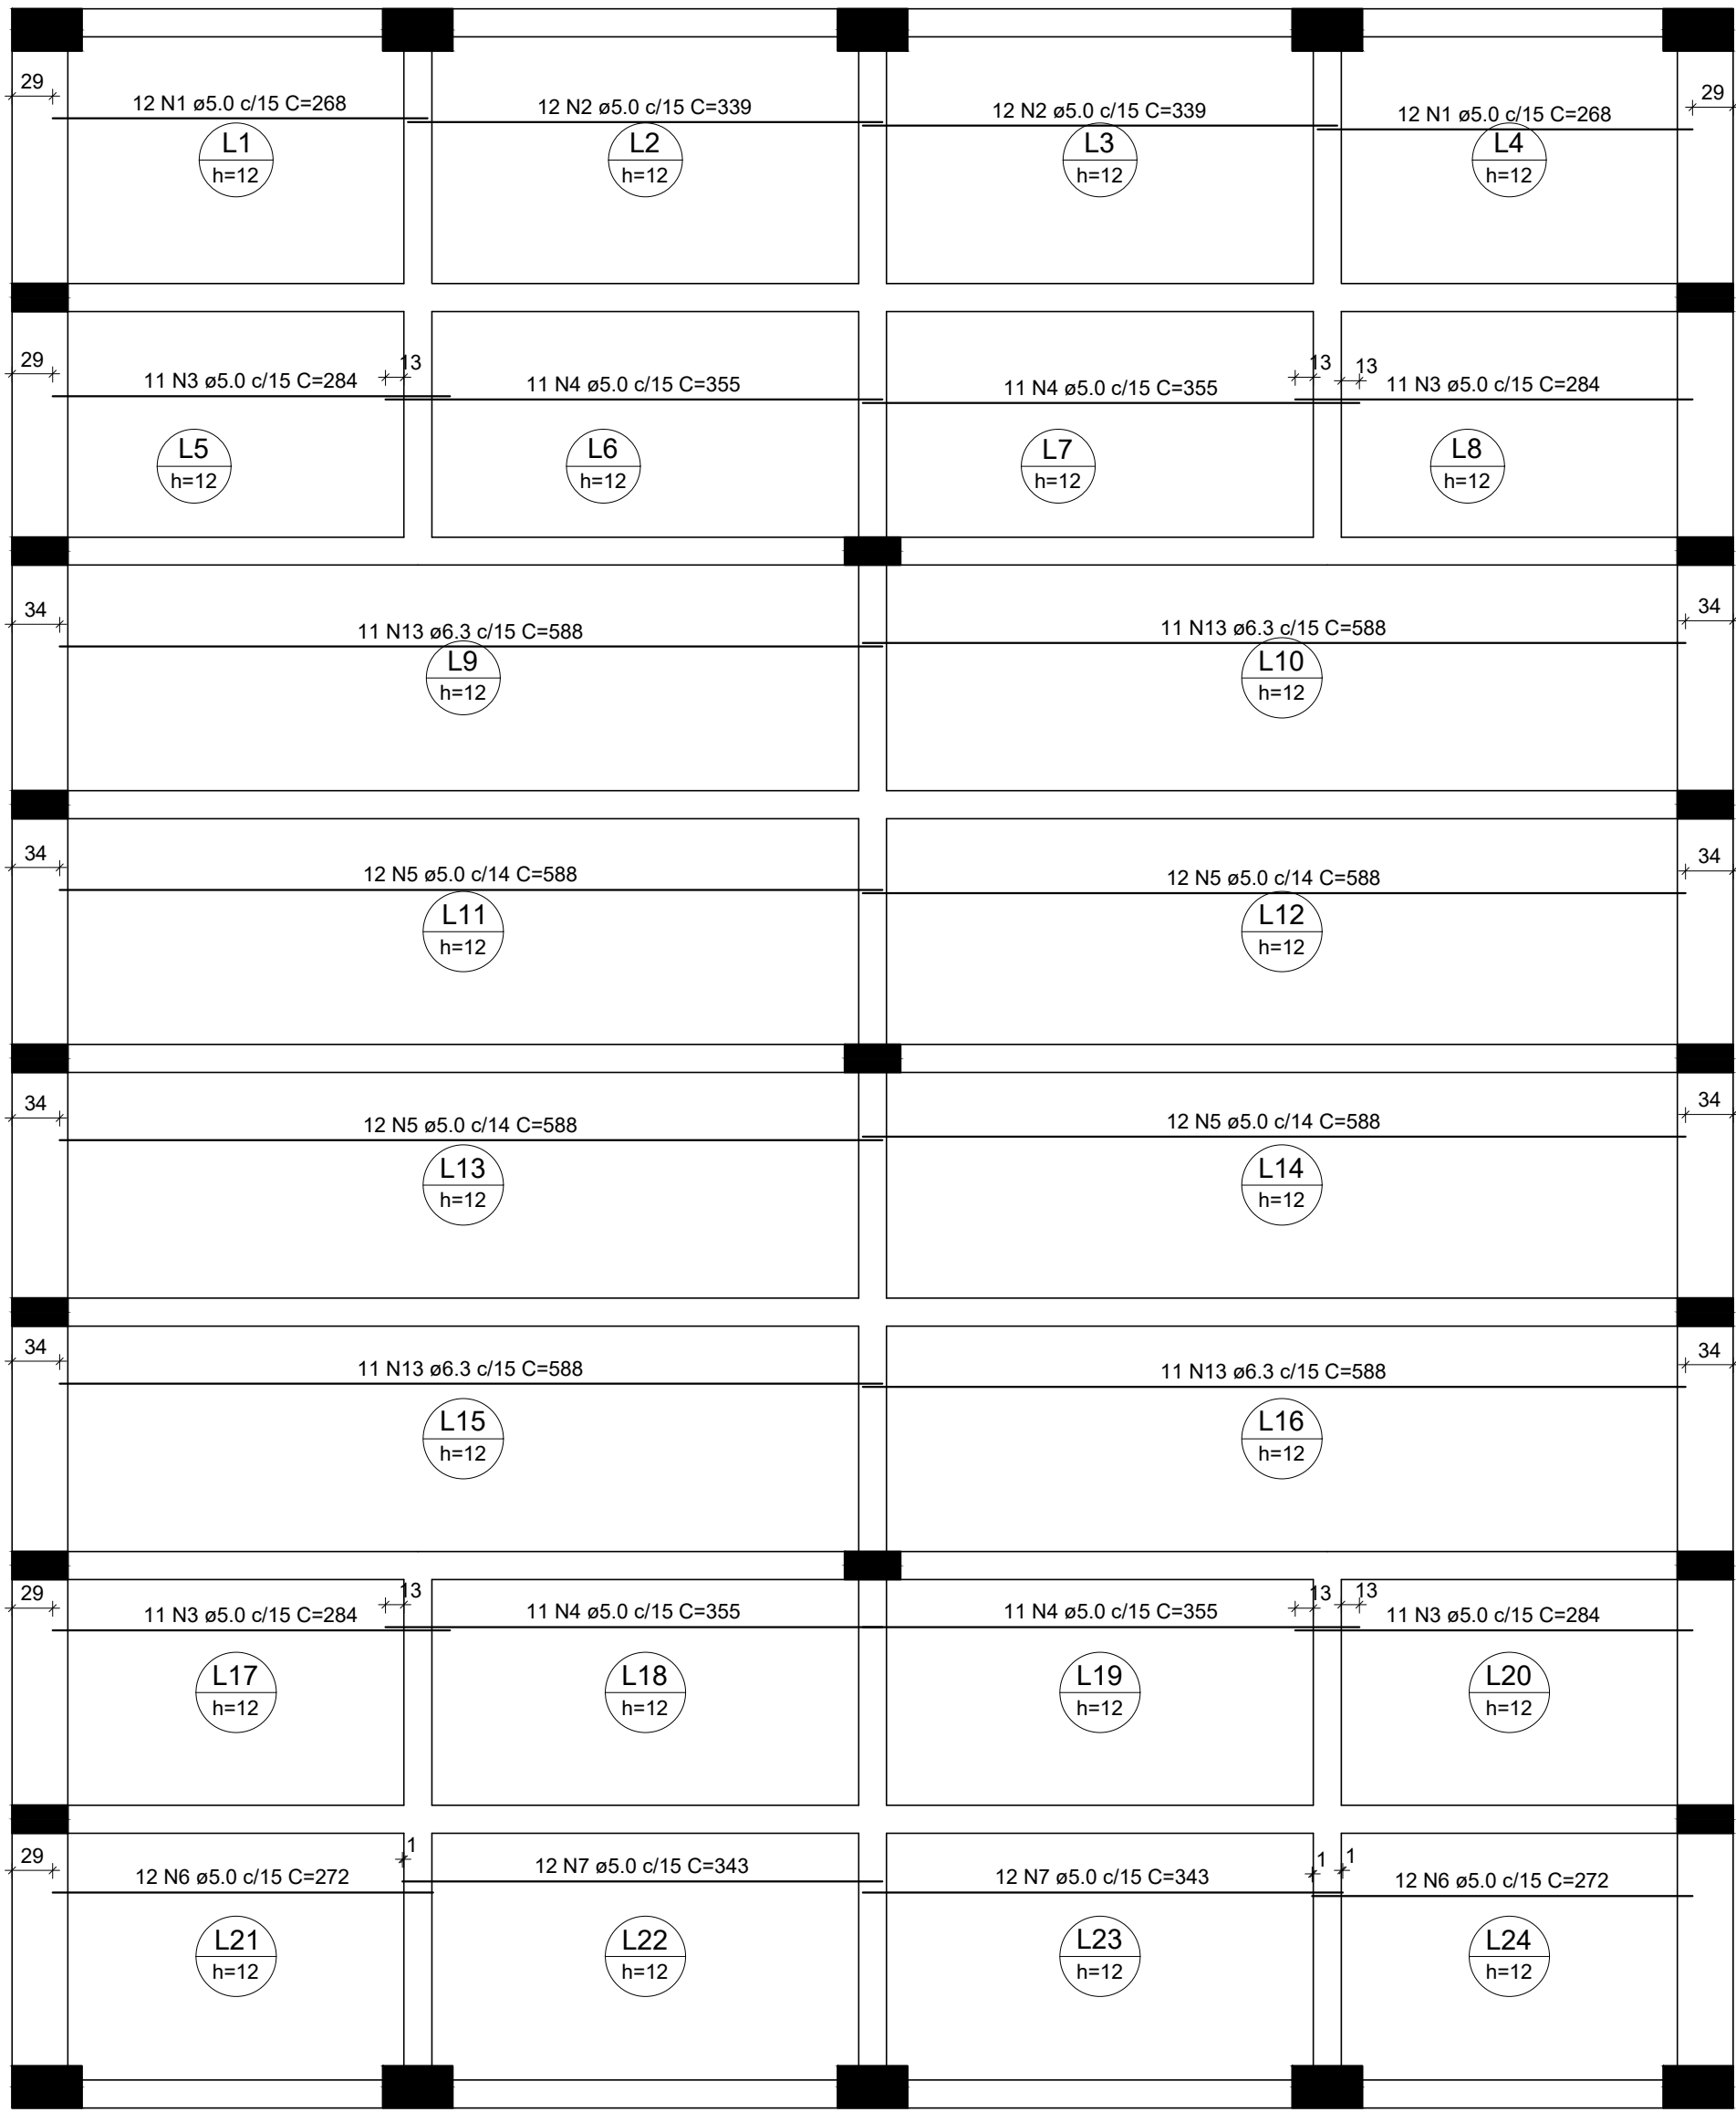 29
12 N1 ø5.0 c/15 C=268
12 N2 ø5.0 c/15 C=339
12 N2 ø5.0 c/15 C=339
12 N1 ø5.0 c/15 C=268
29
L1
h=12
L2
h=12
L3
h=12
L4
h=12
29
11 N3 ø5.0 c/15 C=284
13
11 N4 ø5.0 c/15 C=355
11 N4 ø5.0 c/15 C=355
13
13
11 N3 ø5.0 c/15 C=284
L5
h=12
L6
h=12
L7
h=12
L8
h=12
34
11 N13 ø6.3 c/15 C=588
11 N13 ø6.3 c/15 C=588
34
L9
h=12
L10
h=12
34
12 N5 ø5.0 c/14 C=588
12 N5 ø5.0 c/14 C=588
34
L11
h=12
L12
h=12
34
12 N5 ø5.0 c/14 C=588
12 N5 ø5.0 c/14 C=588
34
L13
h=12
L14
h=12
34
11 N13 ø6.3 c/15 C=588
11 N13 ø6.3 c/15 C=588
34
L15
h=12
L16
h=12
29
11 N3 ø5.0 c/15 C=284
13
11 N4 ø5.0 c/15 C=355
11 N4 ø5.0 c/15 C=355
13
13
11 N3 ø5.0 c/15 C=284
L17
h=12
L18
h=12
L19
h=12
L20
h=12
29
12 N6 ø5.0 c/15 C=272
1
12 N7 ø5.0 c/15 C=343
12 N7 ø5.0 c/15 C=343
1
1
12 N6 ø5.0 c/15 C=272
L21
h=12
L22
h=12
L23
h=12
L24
h=12